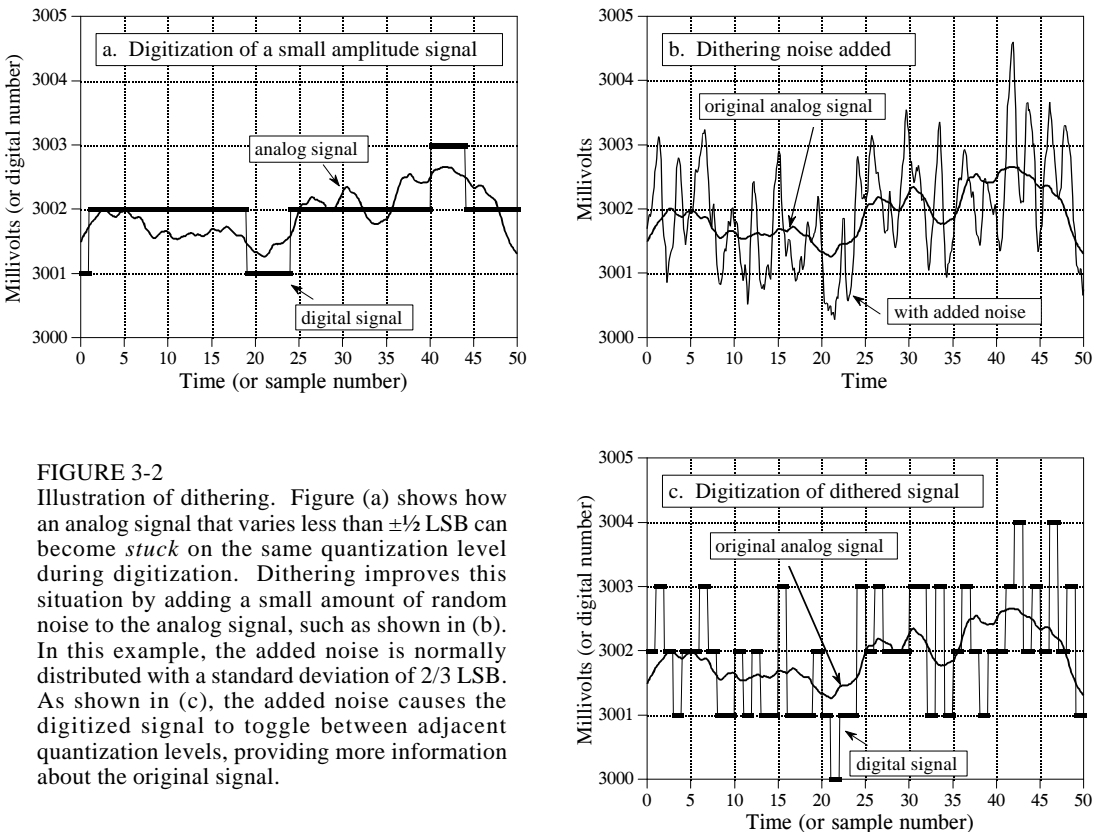 3005
3004
3003
3002
3001
3000
Millivolts (or digital number)
a. Digitization of a small amplitude signal
analog signal
digital signal
0 5 10 15 20 25 30 35 40 45 50
Time (or sample number)
3005
3004
3003
3002
3001
3000
Millivolts
b. Dithering noise added
original analog signal
with added noise
0 5 10 15 20 25 30 35 40 45 50
Time
FIGURE 3-2
Illustration of dithering. Figure (a) shows how
an analog signal that varies less than ±½ LSB can
become stuck on the same quantization level
during digitization. Dithering improves this
situation by adding a small amount of random
noise to the analog signal, such as shown in (b).
In this example, the added noise is normally
distributed with a standard deviation of 2/3 LSB.
As shown in (c), the added noise causes the
digitized signal to toggle between adjacent
quantization levels, providing more information
about the original signal.
3005
3004
3003
3002
3001
3000
Millivolts (or digital number)
c. Digitization of dithered signal
original analog signal
digital signal
0 5 10 15 20 25 30 35 40 45 50
Time (or sample number)